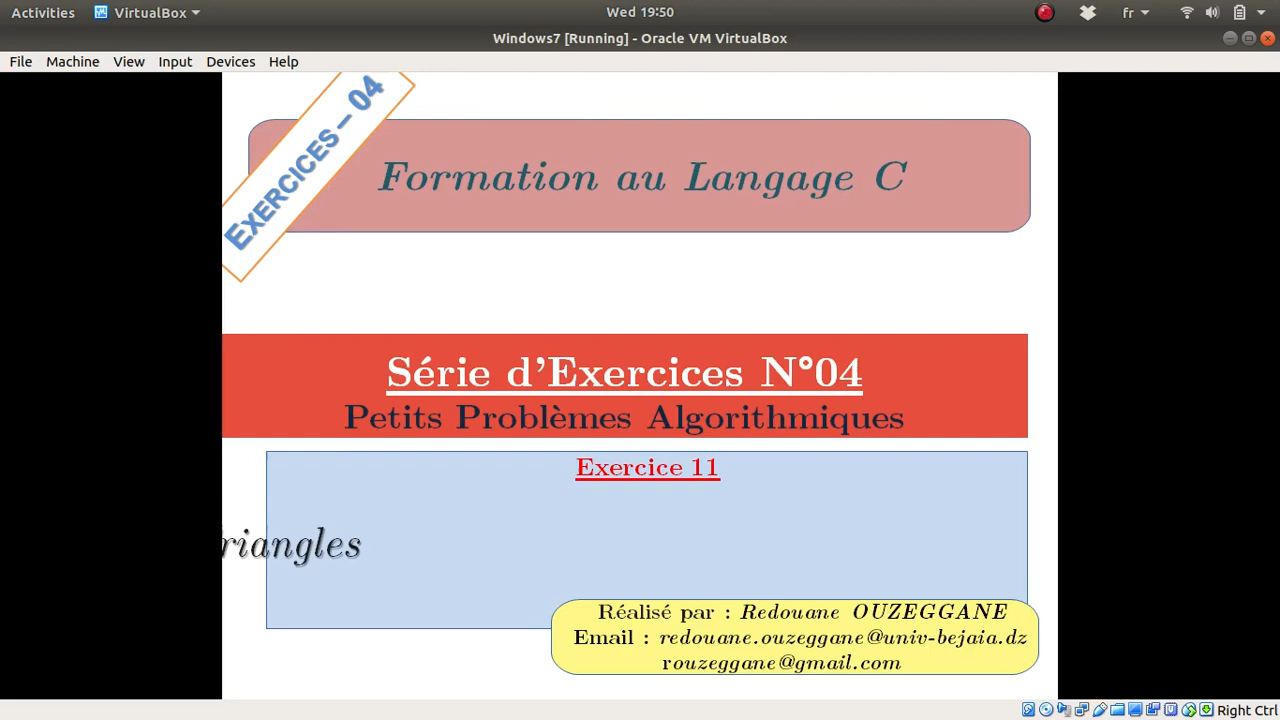 Activities VirtualBox Wed 19:50 fr
Windows7 [Running] - Oracle VM VirtualBox
File Machine View Input Devices Help
EXERCICES – 04
Formation au Langage C
Série d'Exercices N°04
Petits Problèmes Algorithmiques
Exercice 11
riangles
Réalisé par : Redouane OUZEGGANE
Email : redouane.ouzeggane@univ-bejaia.dz
rouzeggane@gmail.com
Right Ctrl